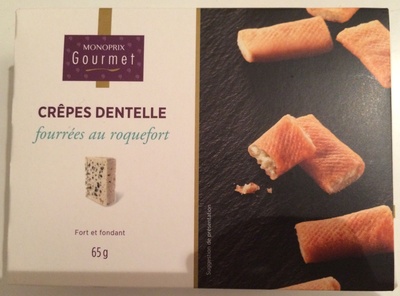 MONOPRIX
Gourmet
CRÊPES DENTELLE
fourrées au roquefort
Fort et fondant
65g
Suggestion de présentation